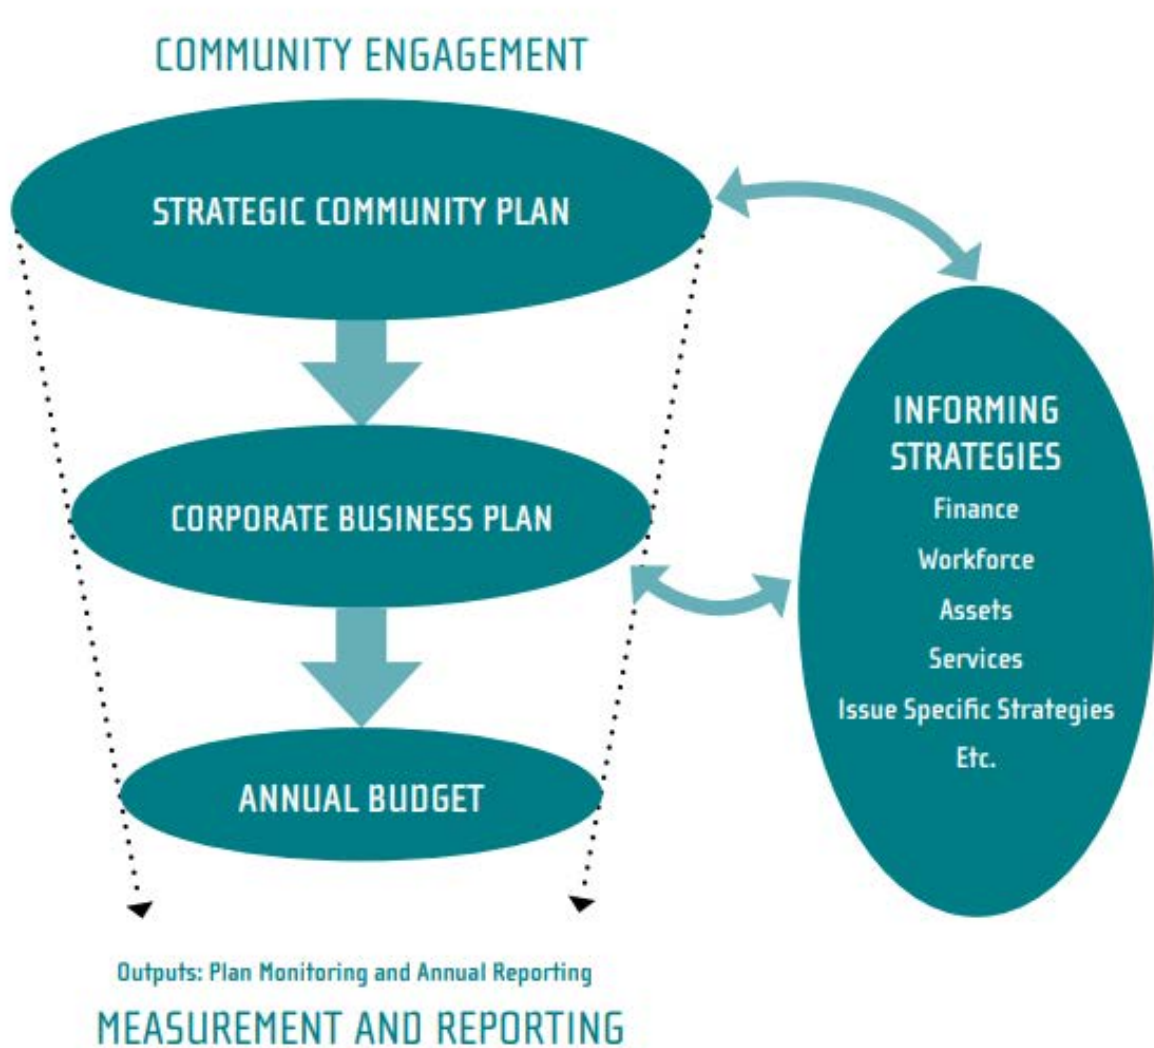 COMMUNITY ENGAGEMENT
STRATEGIC COMMUNITY PLAN
CORPORATE BUSINESS PLAN
ANNUAL BUDGET
INFORMING
STRATEGIES
Finance
Workforce
Assets
Services
Issue Specific Strategies
Etc.
Outputs: Plan Monitoring and Annual Reporting
MEASUREMENT AND REPORTING